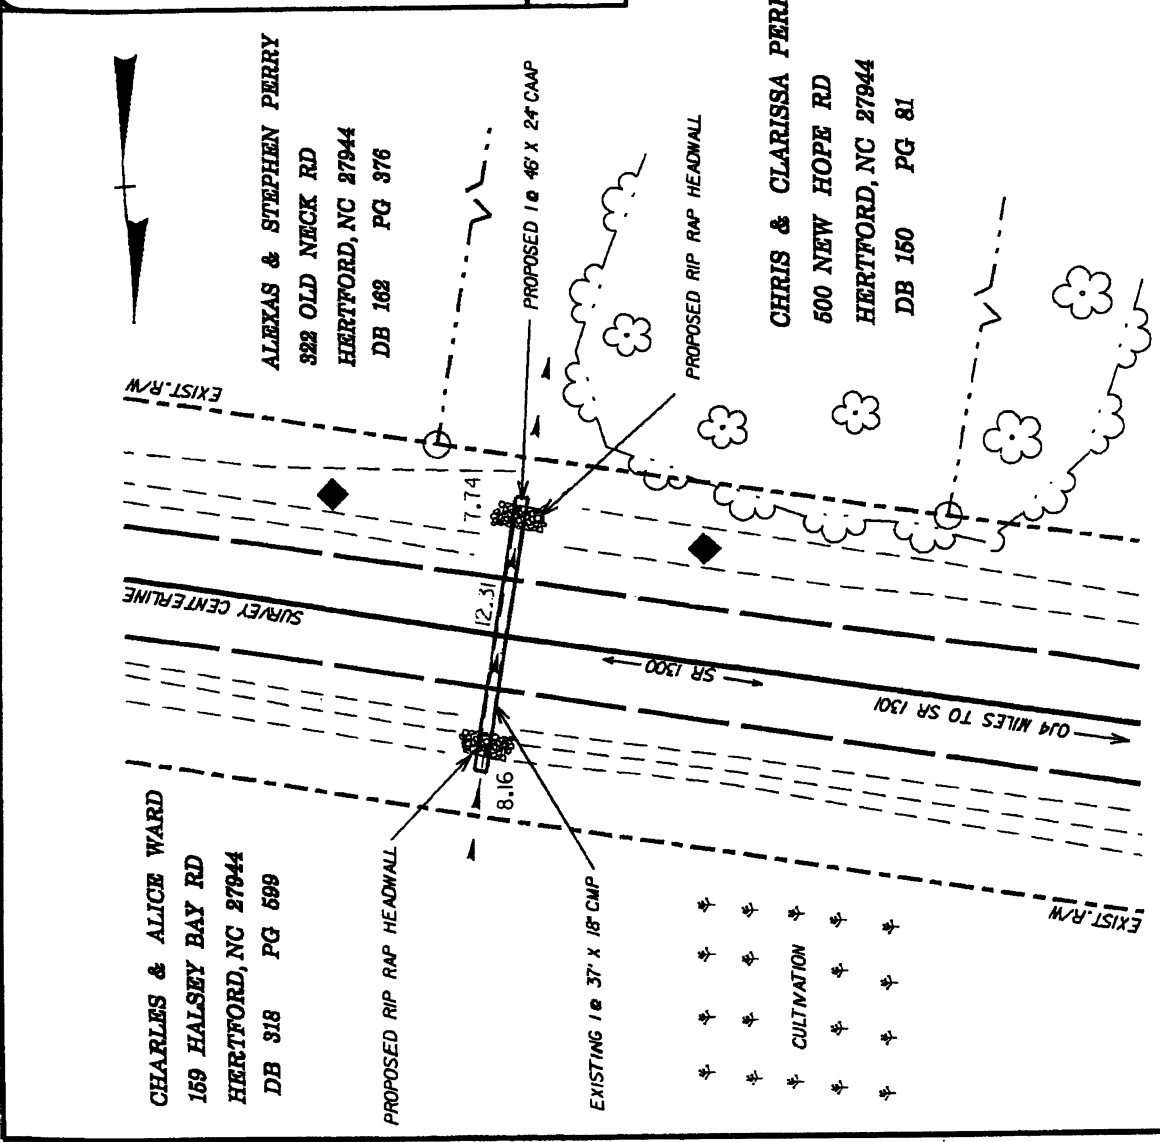 ALEXAS & STEPHEN PERRY
322 OLD NECK RD
HERTFORD, NC 27944
DB 162 PG 376
CHRIS & CLARISSA
500 NEW HOPE RD
HERTFORD, NC 27944
DB 150 PG 81
PROPOSED 1@ 46' X 24" CAAP
PROPOSED RIP RAP HEADWALL
EXIST. R/W
17.74
12.31
SURVEY CENTERLINE
SR 1300
0.14 MILES TO SR 1301
8.16
CHARLES & ALICE WARD
159 HALSEY BAY RD
HERTFORD, NC 27944
DB 318 PG 599
PROPOSED RIP RAP HEADWALL
EXISTING 1@ 37' X 18" CMP
CULTIVATION
EXIST. R/W